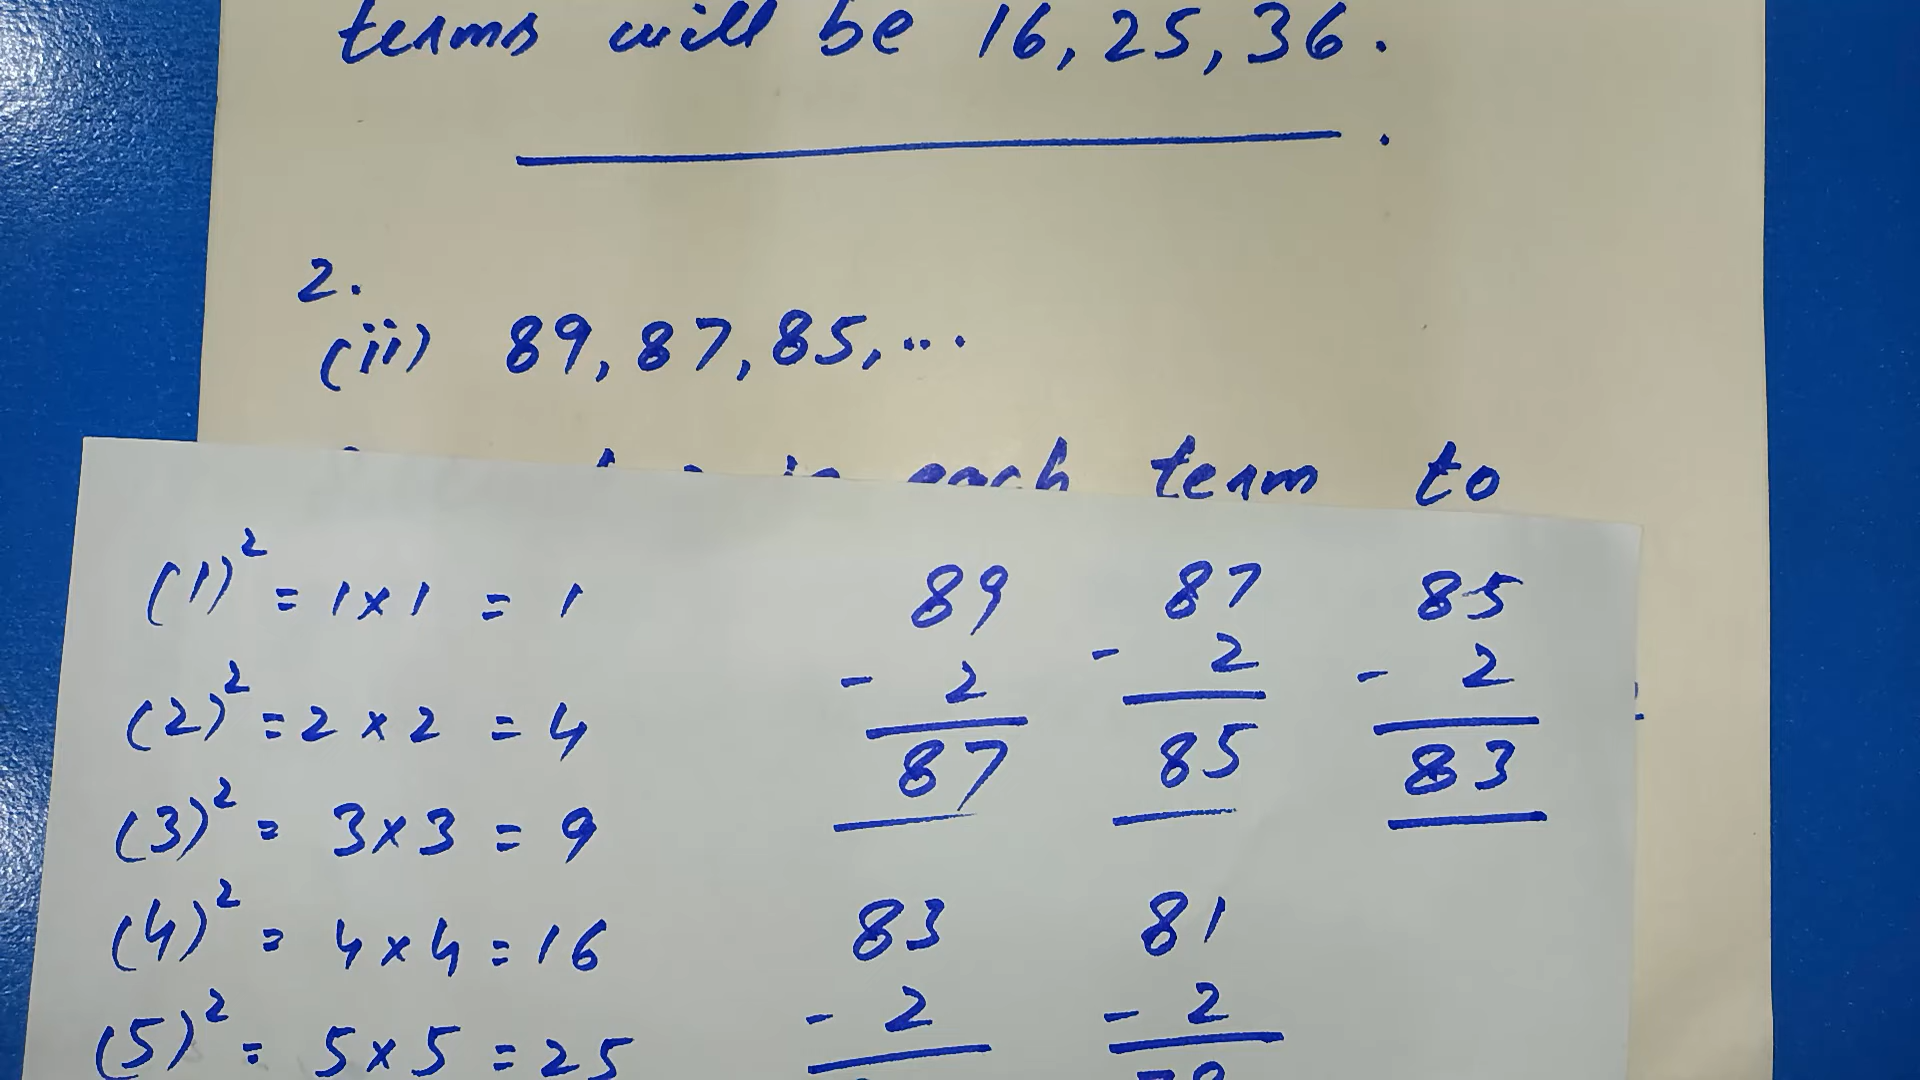 terms will be 16, 25, 36.
2.
(ii) 89, 87, 85, ...
each term to
(1)² = 1×1 = 1
(2)² = 2×2 = 4
(3)² = 3×3 = 9
(4)² = 4×4 = 16
(5)² = 5×5 = 25
89 87 85
- 2 - 2 - 2
87 85 83
83 81
- 2 - 2